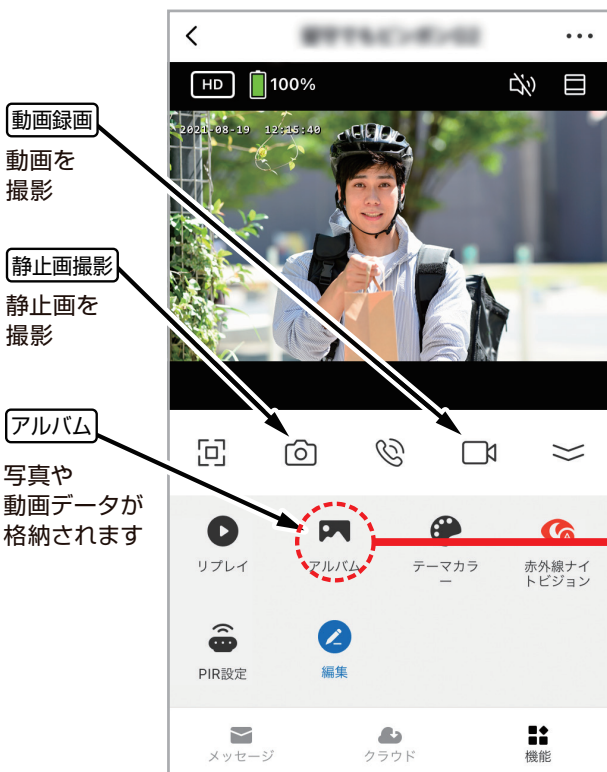 HD 100%
2021-08-19 12:15:40
動画録画
動画を
撮影
静止画撮影
静止画を
撮影
アルバム
写真や
動画データが
格納されます
リプレイ
アルバム
テーマカラ
ー
赤外線ナイ
トビジョン
PIR設定
編集
メッセージ
クラウド
機能